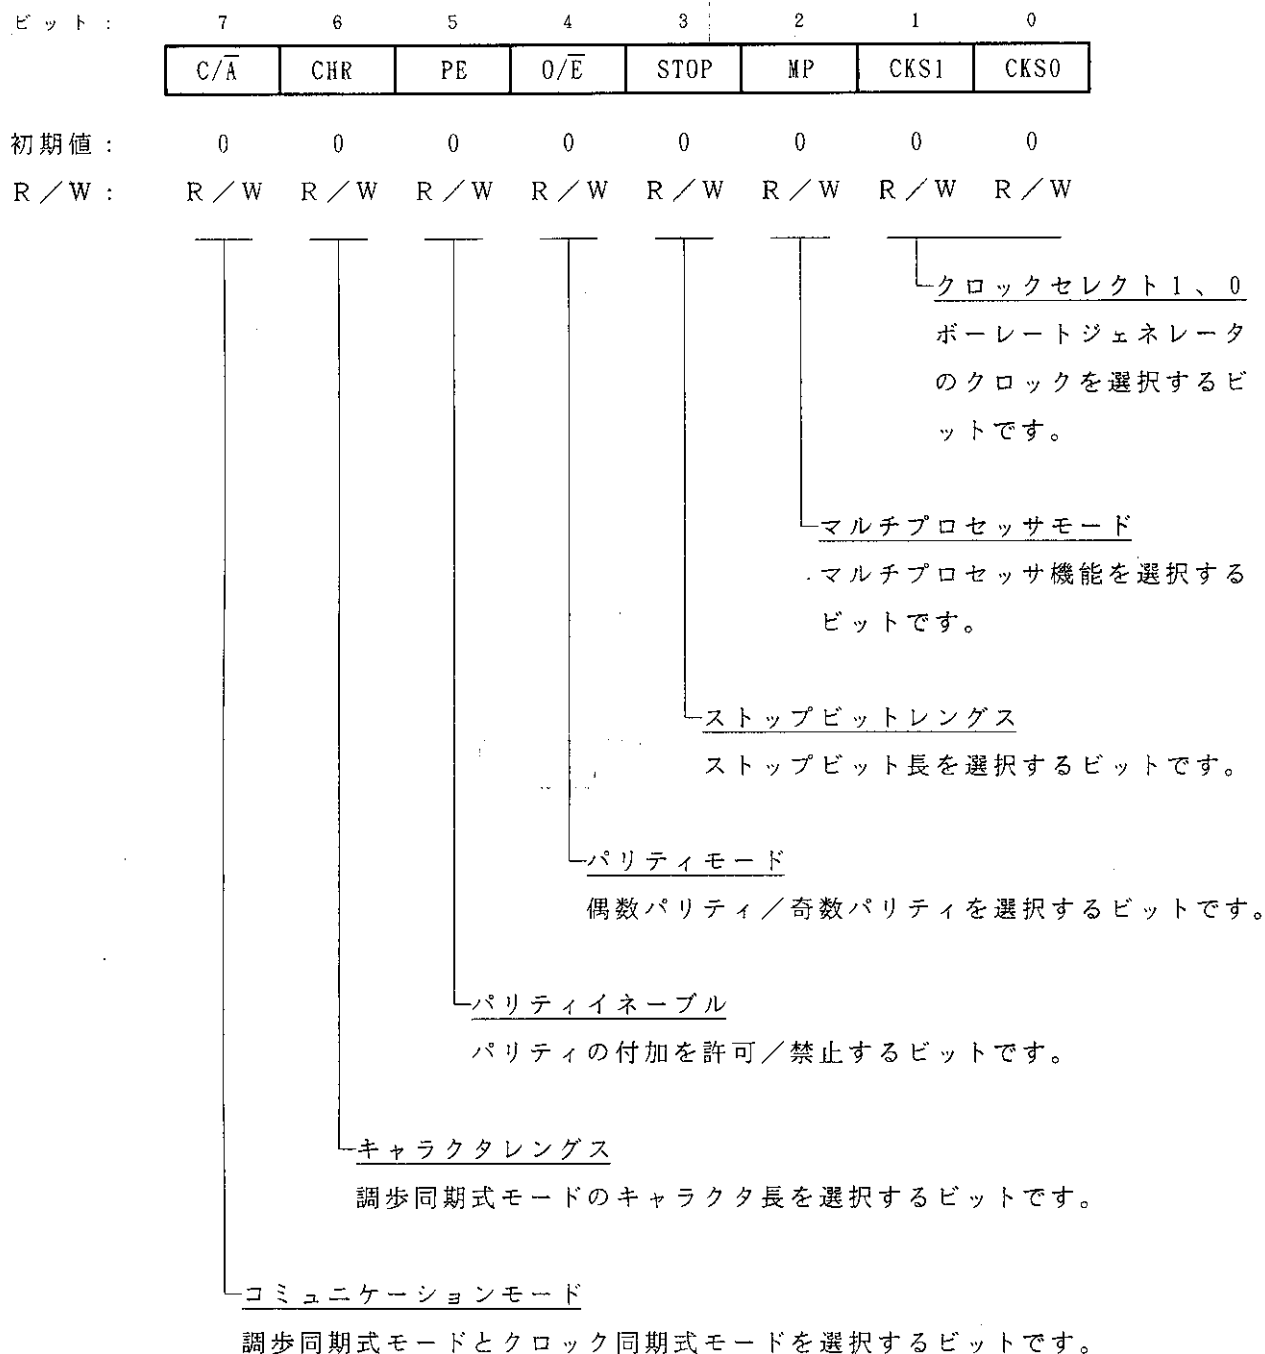 ビット： 7 6 5 4 3 2 1 0
C/A̅ CHR PE O/E̅ STOP MP CKS1 CKS0
初期値： 0 0 0 0 0 0 0 0
R／W： R／W R／W R／W R／W R／W R／W R／W R／W
クロックセレクト1、0
ボーレートジェネレータ
のクロックを選択するビ
ットです。
マルチプロセッサモード
マルチプロセッサ機能を選択する
ビットです。
ストップビットレングス
ストップビット長を選択するビットです。
パリティモード
偶数パリティ／奇数パリティを選択するビットです。
パリティイネーブル
パリティの付加を許可／禁止するビットです。
キャラクタレングス
調歩同期式モードのキャラクタ長を選択するビットです。
コミュニケーションモード
調歩同期式モードとクロック同期式モードを選択するビットです。